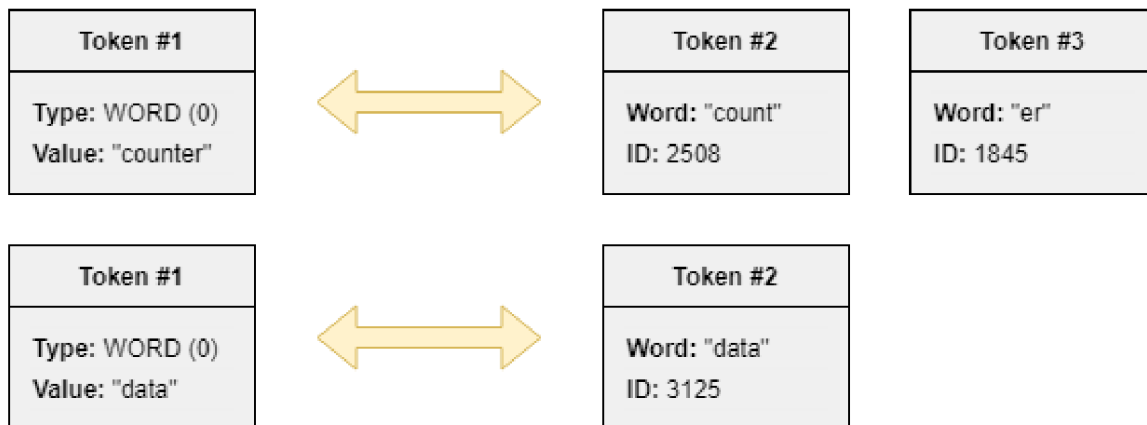 Token #1
Type: WORD (0)
Value: "counter"
Token #2
Word: "count"
ID: 2508
Token #3
Word: "er"
ID: 1845
Token #1
Type: WORD (0)
Value: "data"
Token #2
Word: "data"
ID: 3125